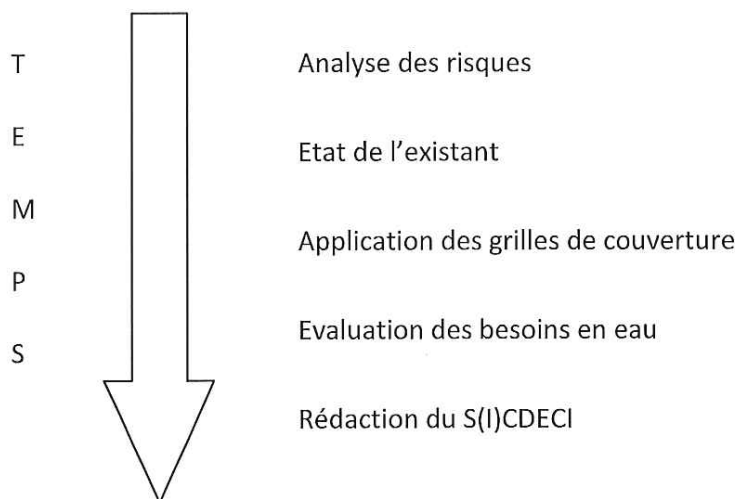 TEMPS
Analyse des risques
Etat de l'existant
Application des grilles de couverture
Evaluation des besoins en eau
Rédaction du S(I)CDECI